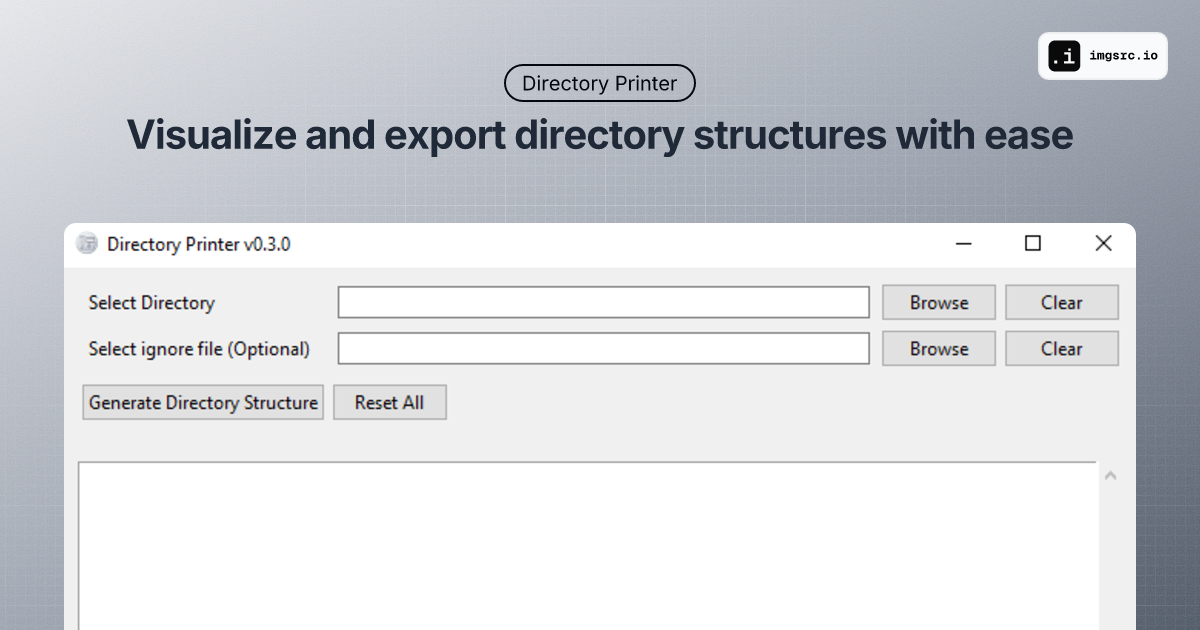 .i imgsrc.io
Directory Printer
Visualize and export directory structures with ease
Directory Printer v0.3.0
Select Directory Browse Clear
Select ignore file (Optional) Browse Clear
Generate Directory Structure Reset All